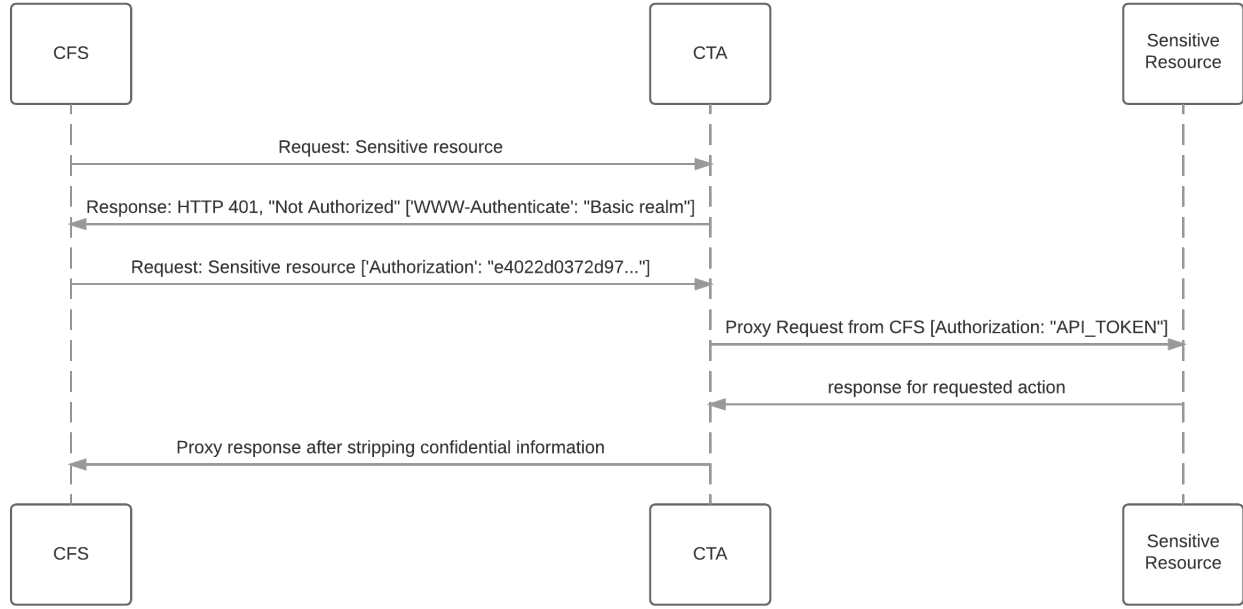 CFS
CTA
Sensitive
Resource
Request: Sensitive resource
Response: HTTP 401, "Not Authorized" ['WWW-Authenticate': "Basic realm"]
Request: Sensitive resource ['Authorization': "e4022d0372d97..."]
Proxy Request from CFS [Authorization: "API_TOKEN"]
response for requested action
Proxy response after stripping confidential information
CFS
CTA
Sensitive
Resource